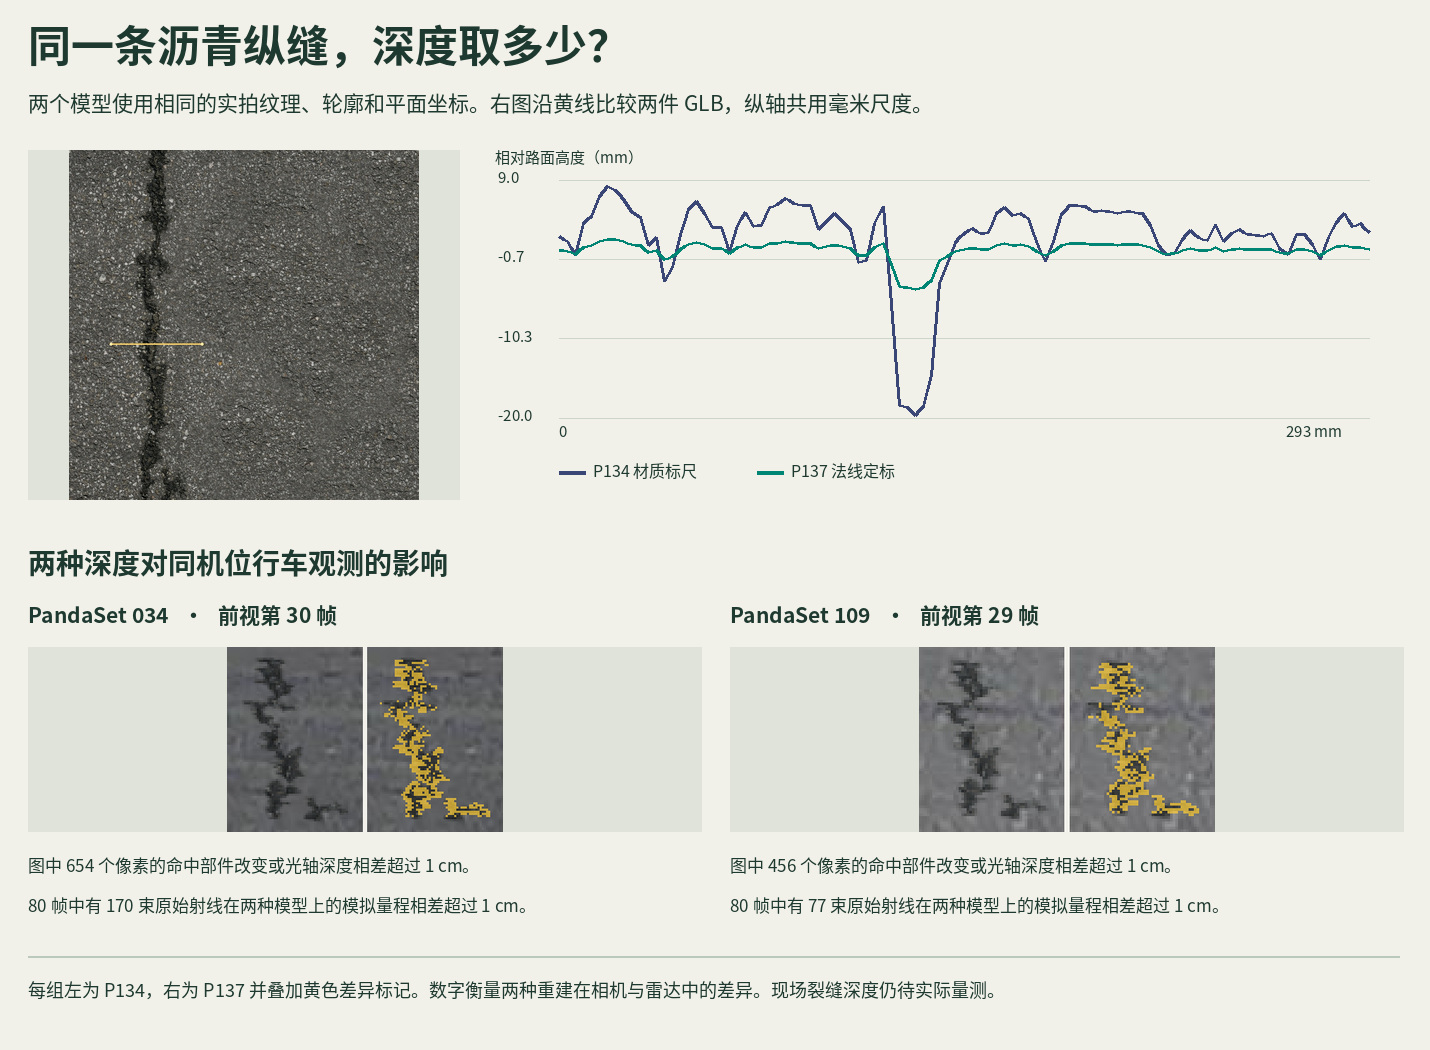 同一条沥青纵缝，深度取多少？
两个模型使用相同的实拍纹理、轮廓和平面坐标。右图沿黄线比较两件 GLB，纵轴共用毫米尺度。
相对路面高度（mm）
9.0
-0.7
-10.3
-20.0
0
293 mm
P134 材质标尺
P137 法线定标
两种深度对同机位行车观测的影响
PandaSet 034 • 前视第 30 帧
PandaSet 109 • 前视第 29 帧
图中 654 个像素的命中部件改变或光轴深度相差超过 1 cm。
80 帧中有 170 束原始射线在两种模型上的模拟量程相差超过 1 cm。
图中 456 个像素的命中部件改变或光轴深度相差超过 1 cm。
80 帧中有 77 束原始射线在两种模型上的模拟量程相差超过 1 cm。
每组左为 P134，右为 P137 并叠加黄色差异标记。数字衡量两种重建在相机与雷达中的差异。现场裂缝深度仍待实际量测。